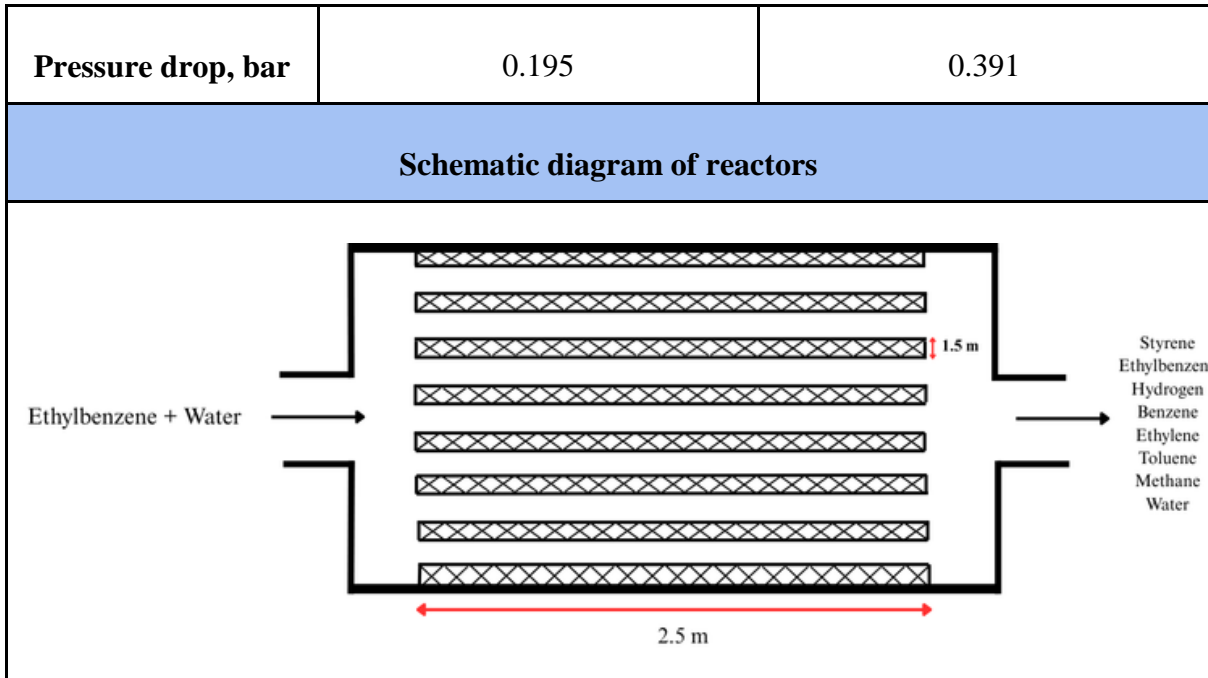 Pressure drop, bar 0.195 0.391
Schematic diagram of reactors
1.5 m
Ethylbenzene + Water
Styrene
Ethylbenzen
Hydrogen
Benzene
Ethylene
Toluene
Methane
Water
2.5 m